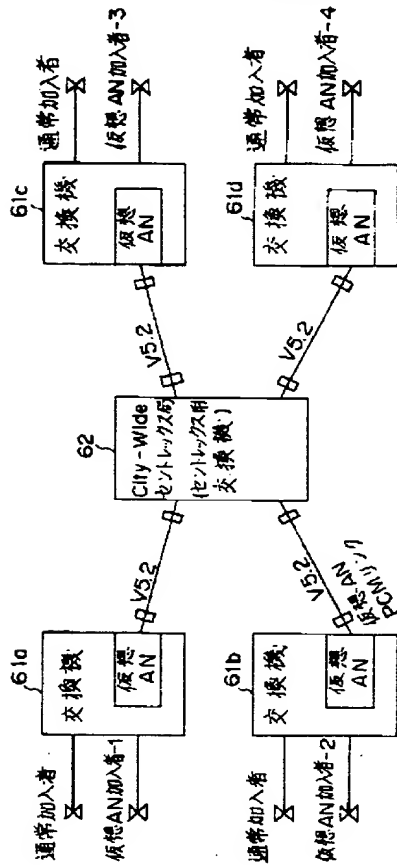 61a
交換機
仮想
AN
通常加入者
仮想AN加入者-1
V5.2
61b
交換機
仮想
AN
通常加入者
仮想AN加入者-2
V5.2
仮想AN
PCMリンク
62
City-Wide
セントレックス局
(セントレックス用
交換機)
61c
交換機
仮想
AN
通常加入者
仮想AN加入者-3
V5.2
61d
交換機
仮想
AN
通常加入者
仮想AN加入者-4
V5.2